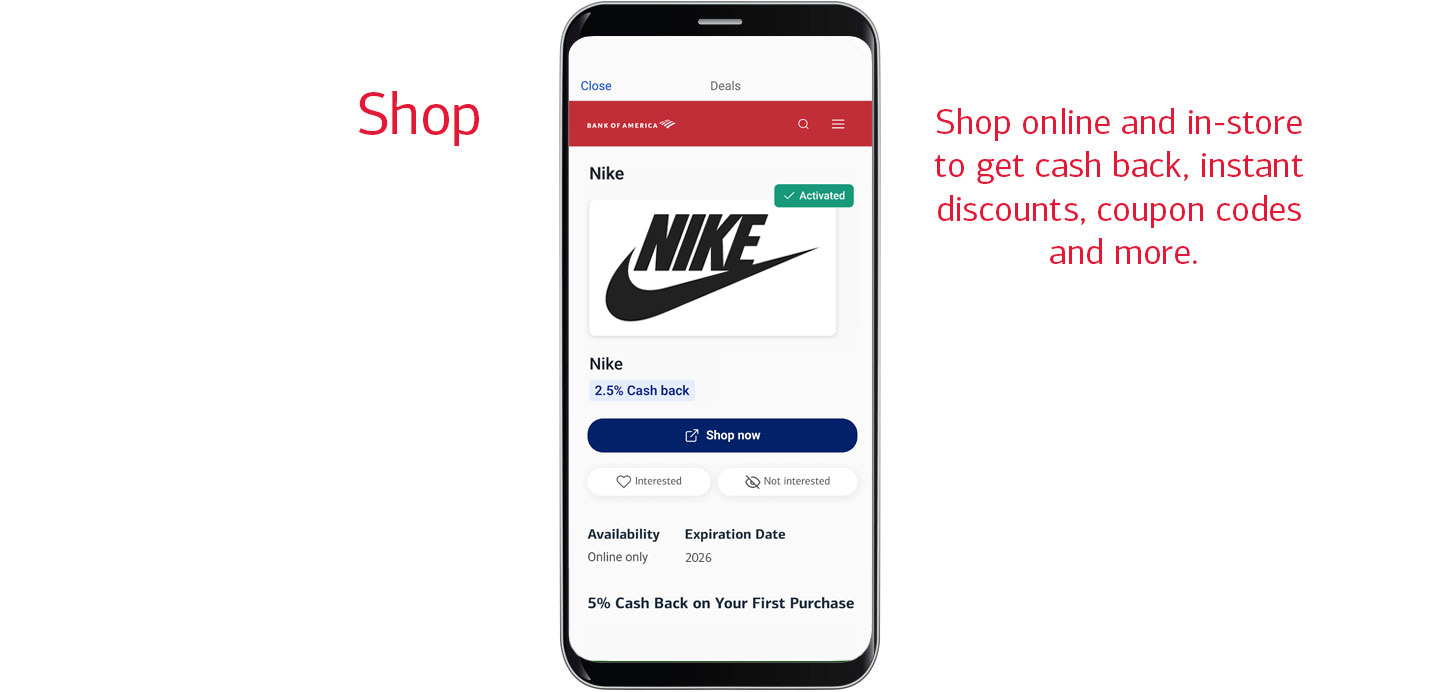 Shop
Close
Deals
BANK OF AMERICA
Nike
Activated
NIKE
Nike
2.5% Cash back
Shop now
Interested
Not interested
Availability
Expiration Date
Online only
2026
5% Cash Back on Your First Purchase
Shop online and in-store
to get cash back, instant
discounts, coupon codes
and more.